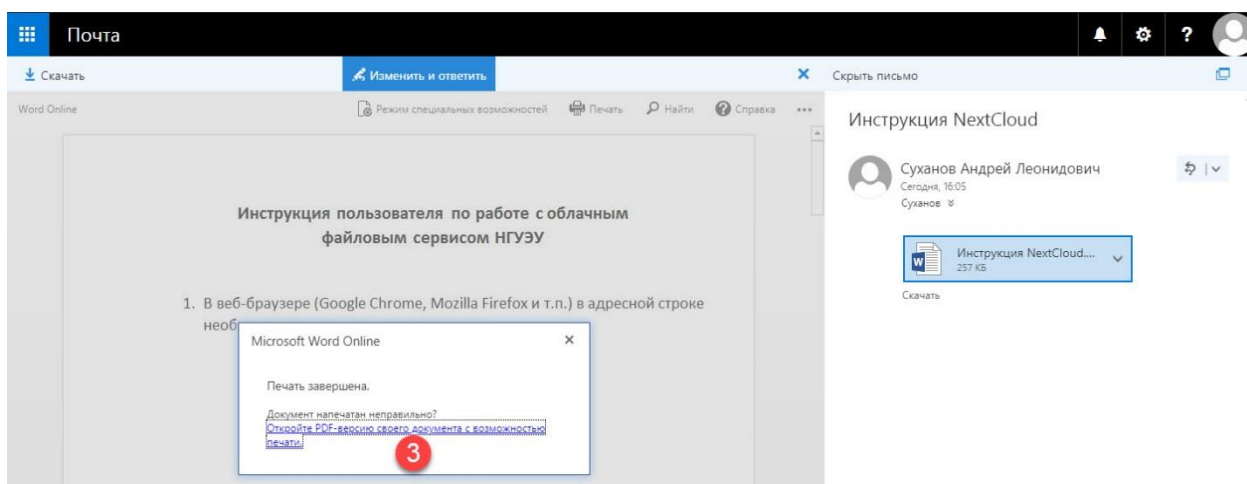 Почта
?
Скачать
Изменить и ответить
Скрыть письмо
Word Online
Режим специальных возможностей
Печать
Найти
Справка
Инструкция NextCloud
Суханов Андрей Леонидович
Сегодня, 16:05
Суханов
Инструкция NextCloud....
257 КБ
Скачать
Инструкция пользователя по работе с облачным
файловым сервисом НГУЭУ
1. В веб-браузере (Google Chrome, Mozilla Firefox и т.п.) в адресной строке
необ
Microsoft Word Online
Печать завершена.
Документ напечатан неправильно?
Откройте PDF-версию своего документа с возможностью
печати.
3